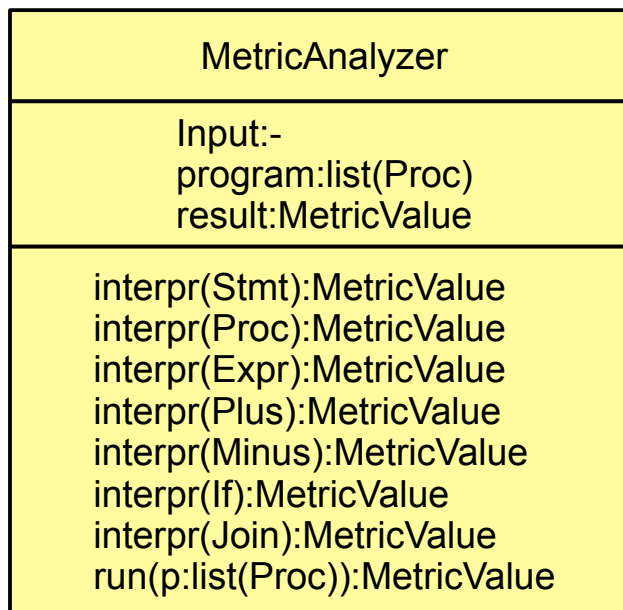 MetricAnalyzer
Input:-
program:list(Proc)
result:MetricValue
interpr(Stmt):MetricValue
interpr(Proc):MetricValue
interpr(Expr):MetricValue
interpr(Plus):MetricValue
interpr(Minus):MetricValue
interpr(If):MetricValue
interpr(Join):MetricValue
run(p:list(Proc)):MetricValue